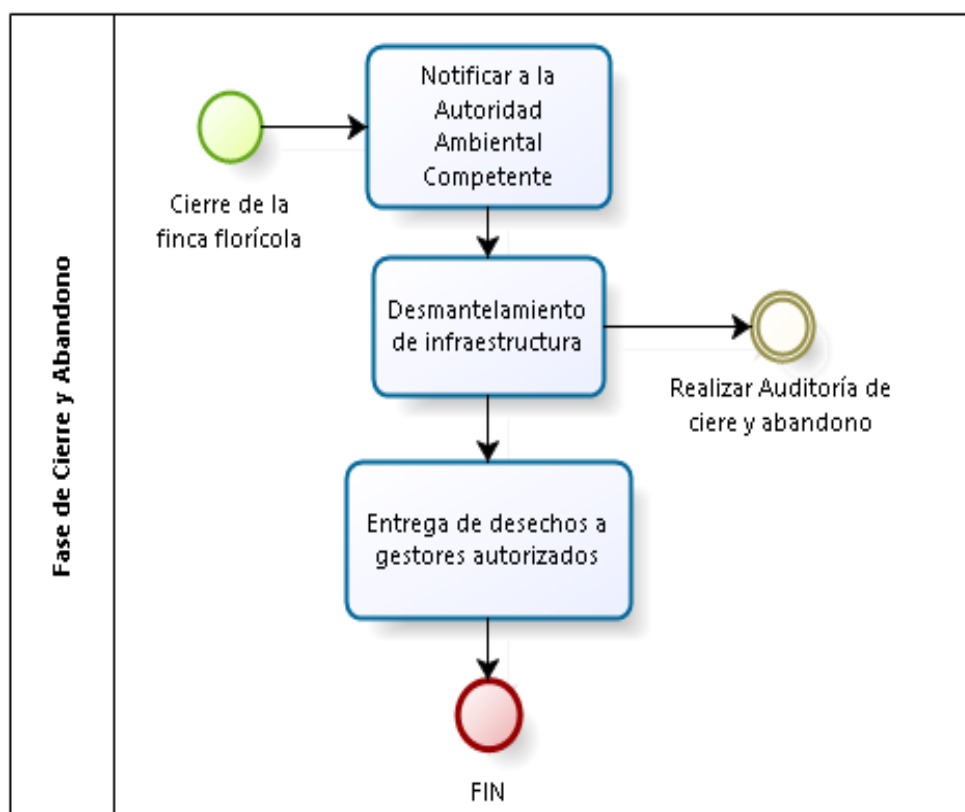 Fase de Cierre y Abandono
Notificar a la
Autoridad
Ambiental
Competente
Cierre de la
finca florícola
Desmantelamiento
de infraestructura
Realizar Auditoría de
ciere y abandono
Entrega de desechos a
gestores autorizados
FIN